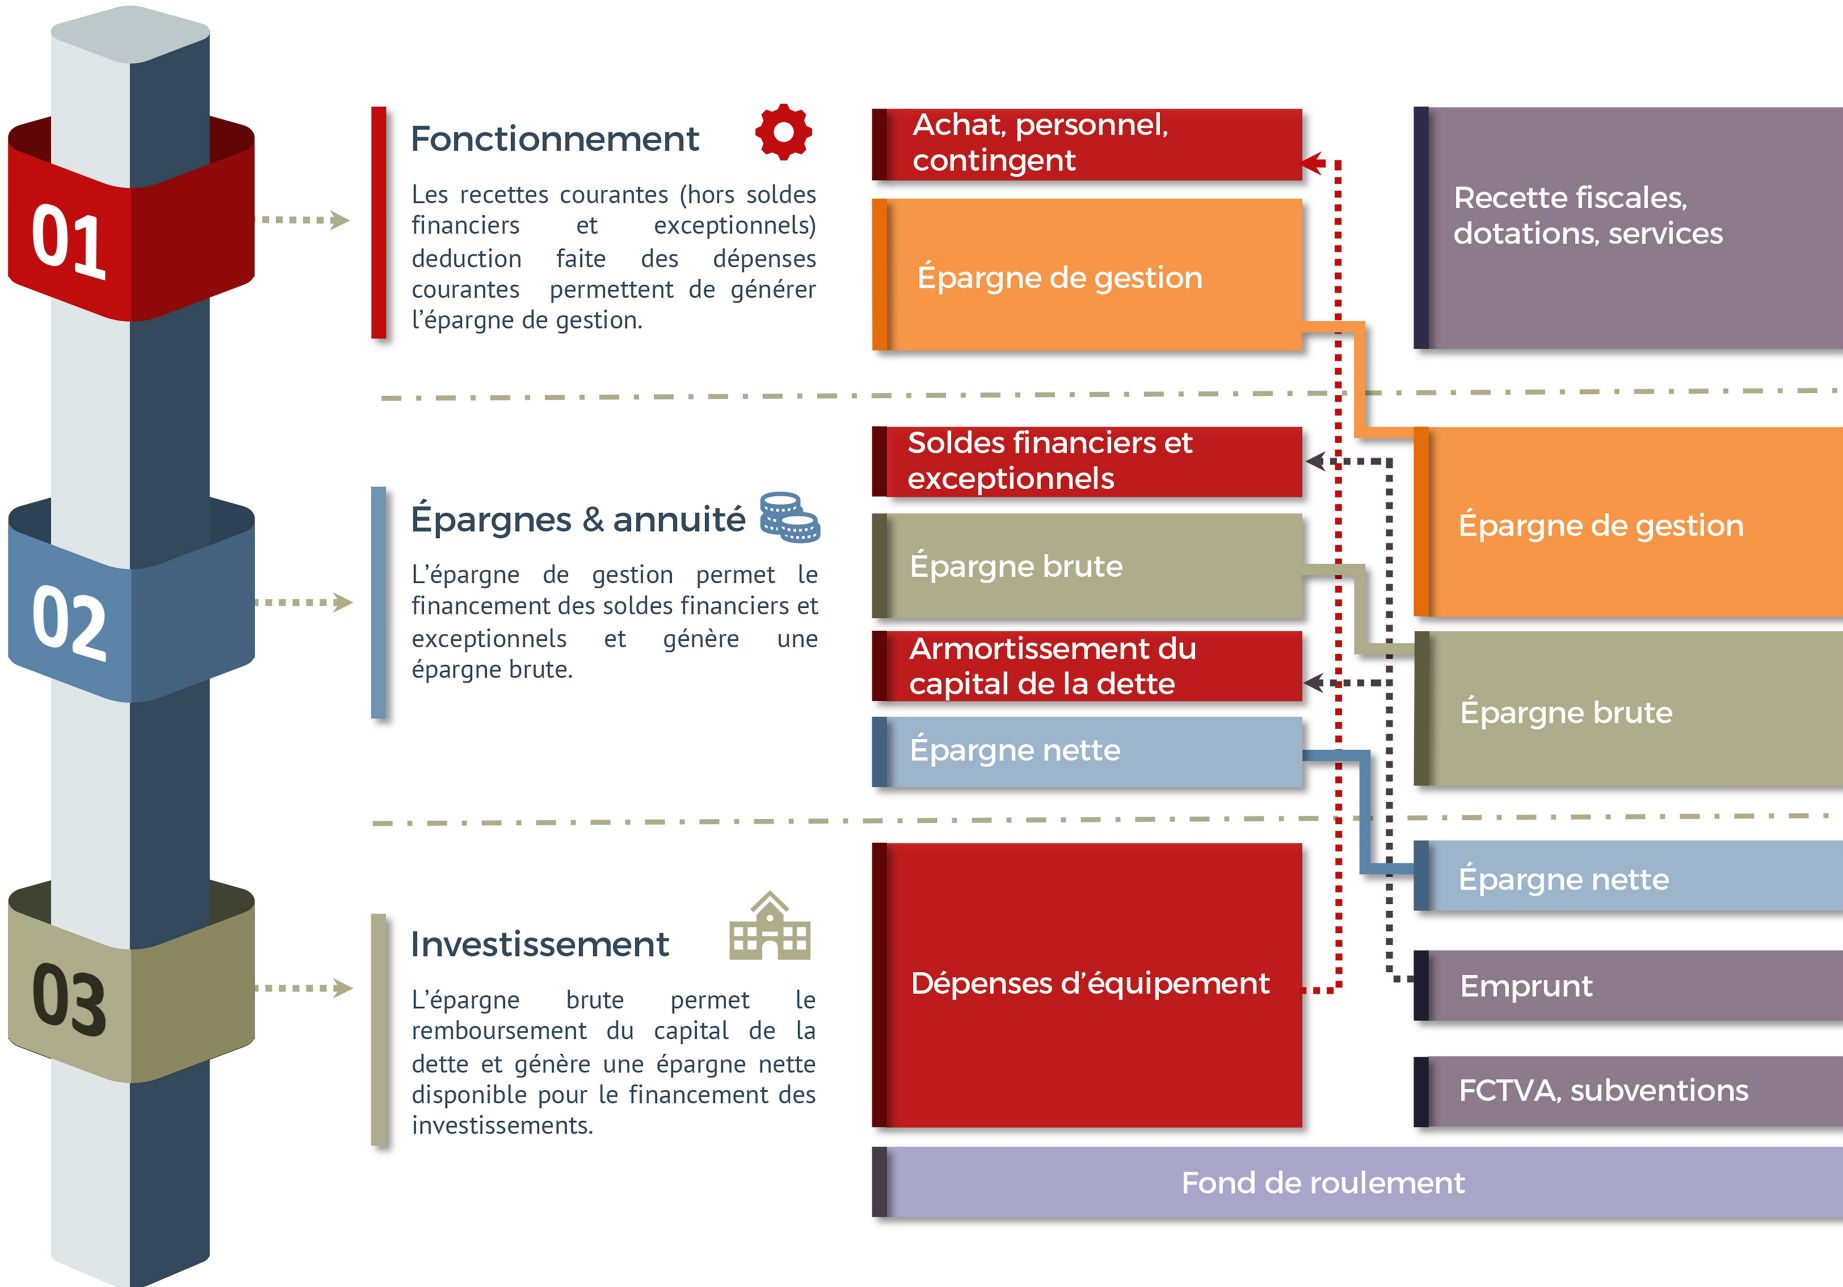 01
Fonctionnement
Les recettes courantes (hors soldes
financiers et exceptionnels)
deduction faite des dépenses
courantes permettent de générer
l'épargne de gestion.
Achat, personnel,
contingent
Épargne de gestion
Recette fiscales,
dotations, services
02
Épargnes & annuité
L'épargne de gestion permet le
financement des soldes financiers et
exceptionnels et génère une
épargne brute.
Soldes financiers et
exceptionnels
Épargne brute
Armortissement du
capital de la dette
Épargne nette
Épargne de gestion
Épargne brute
03
Investissement
L'épargne brute permet le
remboursement du capital de la
dette et génère une épargne nette
disponible pour le financement des
investissements.
Dépenses d'équipement
Épargne nette
Emprunt
FCTVA, subventions
Fond de roulement